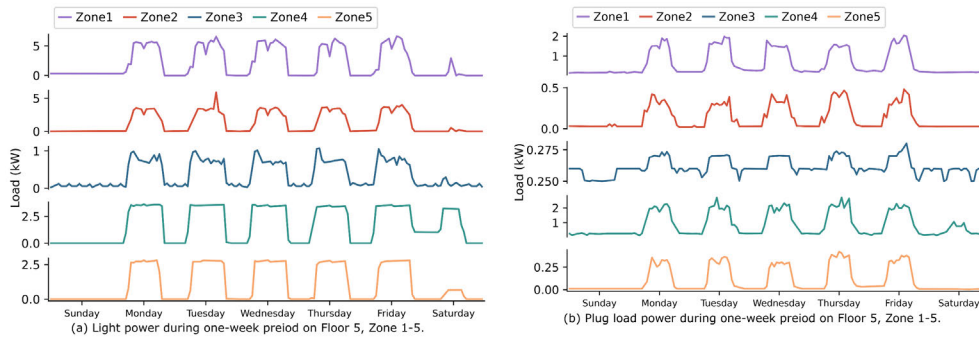 Zone1 Zone2 Zone3 Zone4 Zone5
5
0
5
0
1
0
2.5
0.0
2.5
0.0
Load (kW)
Sunday Monday Tuesday Wednesday Thursday Friday Saturday
(a) Light power during one-week preiod on Floor 5, Zone 1-5.
Zone1 Zone2 Zone3 Zone4 Zone5
2
1
0
0.5
0.0
0.275
0.250
2
1
0.25
0.00
Load (kW)
Sunday Monday Tuesday Wednesday Thursday Friday Saturday
(b) Plug load power during one-week preiod on Floor 5, Zone 1-5.